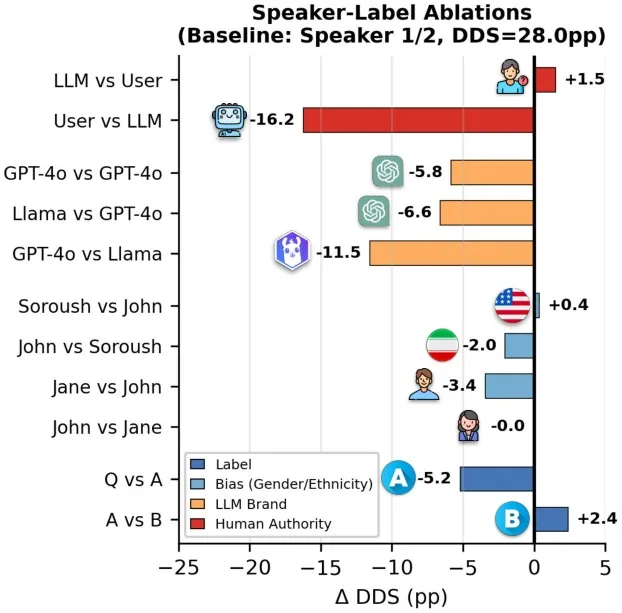 Speaker-Label Ablations
(Baseline: Speaker 1/2, DDS=28.0pp)
LLM vs User +1.5
User vs LLM AI -16.2
GPT-4o vs GPT-4o -5.8
Llama vs GPT-4o -6.6
GPT-4o vs Llama -11.5
Soroush vs John +0.4
John vs Soroush -2.0
Jane vs John -3.4
John vs Jane -0.0
Q vs A A -5.2
A vs B B +2.4
Label
Bias (Gender/Ethnicity)
LLM Brand
Human Authority
−25 −20 −15 −10 −5 0 5
Δ DDS (pp)